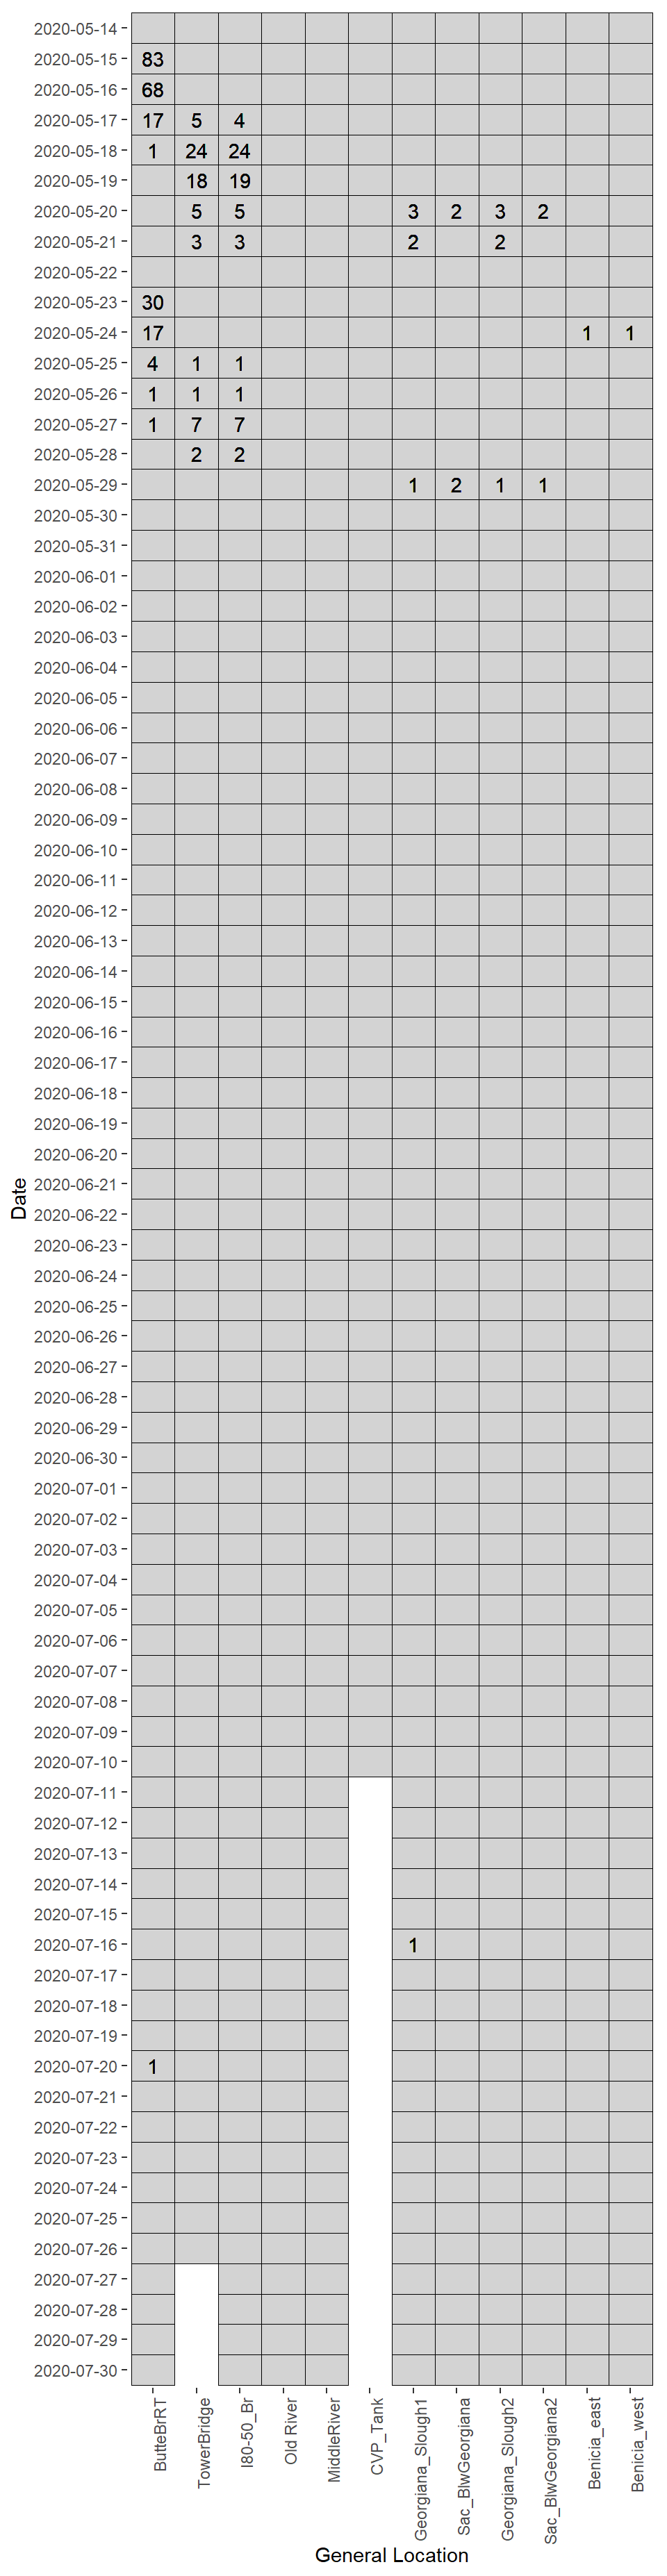 2020-05-14
2020-05-15 83
2020-05-16 68
2020-05-17 17 5 4
2020-05-18 1 24 24
2020-05-19 18 19
2020-05-20 5 5 3 2 3 2
2020-05-21 3 3 2 2
2020-05-22
2020-05-23 30
2020-05-24 17 1 1
2020-05-25 4 1 1
2020-05-26 1 1 1
2020-05-27 1 7 7
2020-05-28 2 2
2020-05-29 1 2 1 1
2020-05-30
2020-05-31
2020-06-01
2020-06-02
2020-06-03
2020-06-04
2020-06-05
2020-06-06
2020-06-07
2020-06-08
2020-06-09
2020-06-10
2020-06-11
2020-06-12
2020-06-13
2020-06-14
2020-06-15
2020-06-16
2020-06-17
2020-06-18
2020-06-19
2020-06-20
2020-06-21
2020-06-22
2020-06-23
2020-06-24
2020-06-25
2020-06-26
2020-06-27
2020-06-28
2020-06-29
2020-06-30
2020-07-01
2020-07-02
2020-07-03
2020-07-04
2020-07-05
2020-07-06
2020-07-07
2020-07-08
2020-07-09
2020-07-10
2020-07-11
2020-07-12
2020-07-13
2020-07-14
2020-07-15
2020-07-16 1
2020-07-17
2020-07-18
2020-07-19
2020-07-20 1
2020-07-21
2020-07-22
2020-07-23
2020-07-24
2020-07-25
2020-07-26
2020-07-27
2020-07-28
2020-07-29
2020-07-30
Date
ButteBrRT
TowerBridge
I80-50_Br
Old River
MiddleRiver
CVP_Tank
Georgiana_Slough1
Sac_BlwGeorgiana
Georgiana_Slough2
Sac_BlwGeorgiana2
Benicia_east
Benicia_west
General Location